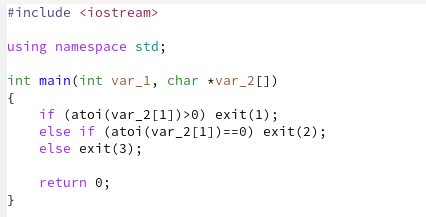 #include <iostream>
using namespace std;
int main(int var_1, char *var_2[])
{
    if (atoi(var_2[1])>0) exit(1);
    else if (atoi(var_2[1])==0) exit(2);
    else exit(3);
    return 0;
}